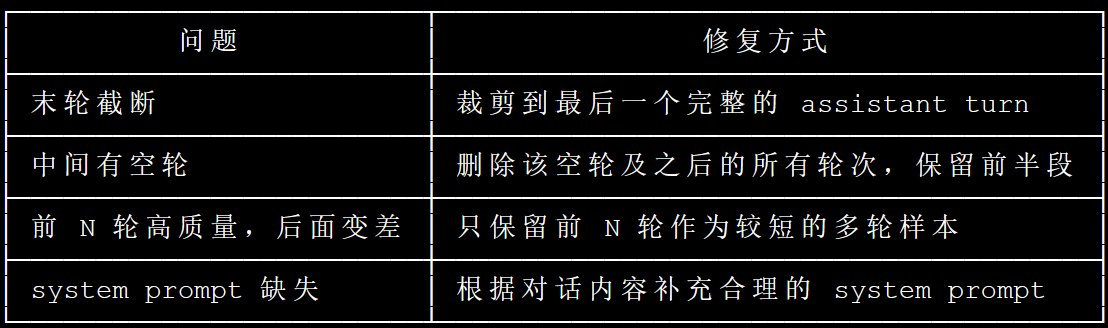 问题 修复方式
末轮截断 裁剪到最后一个完整的 assistant turn
中间有空轮 删除该空轮及之后的所有轮次，保留前半段
前 N 轮高质量，后面变差 只保留前 N 轮作为较短的多轮样本
system prompt 缺失 根据对话内容补充合理的 system prompt